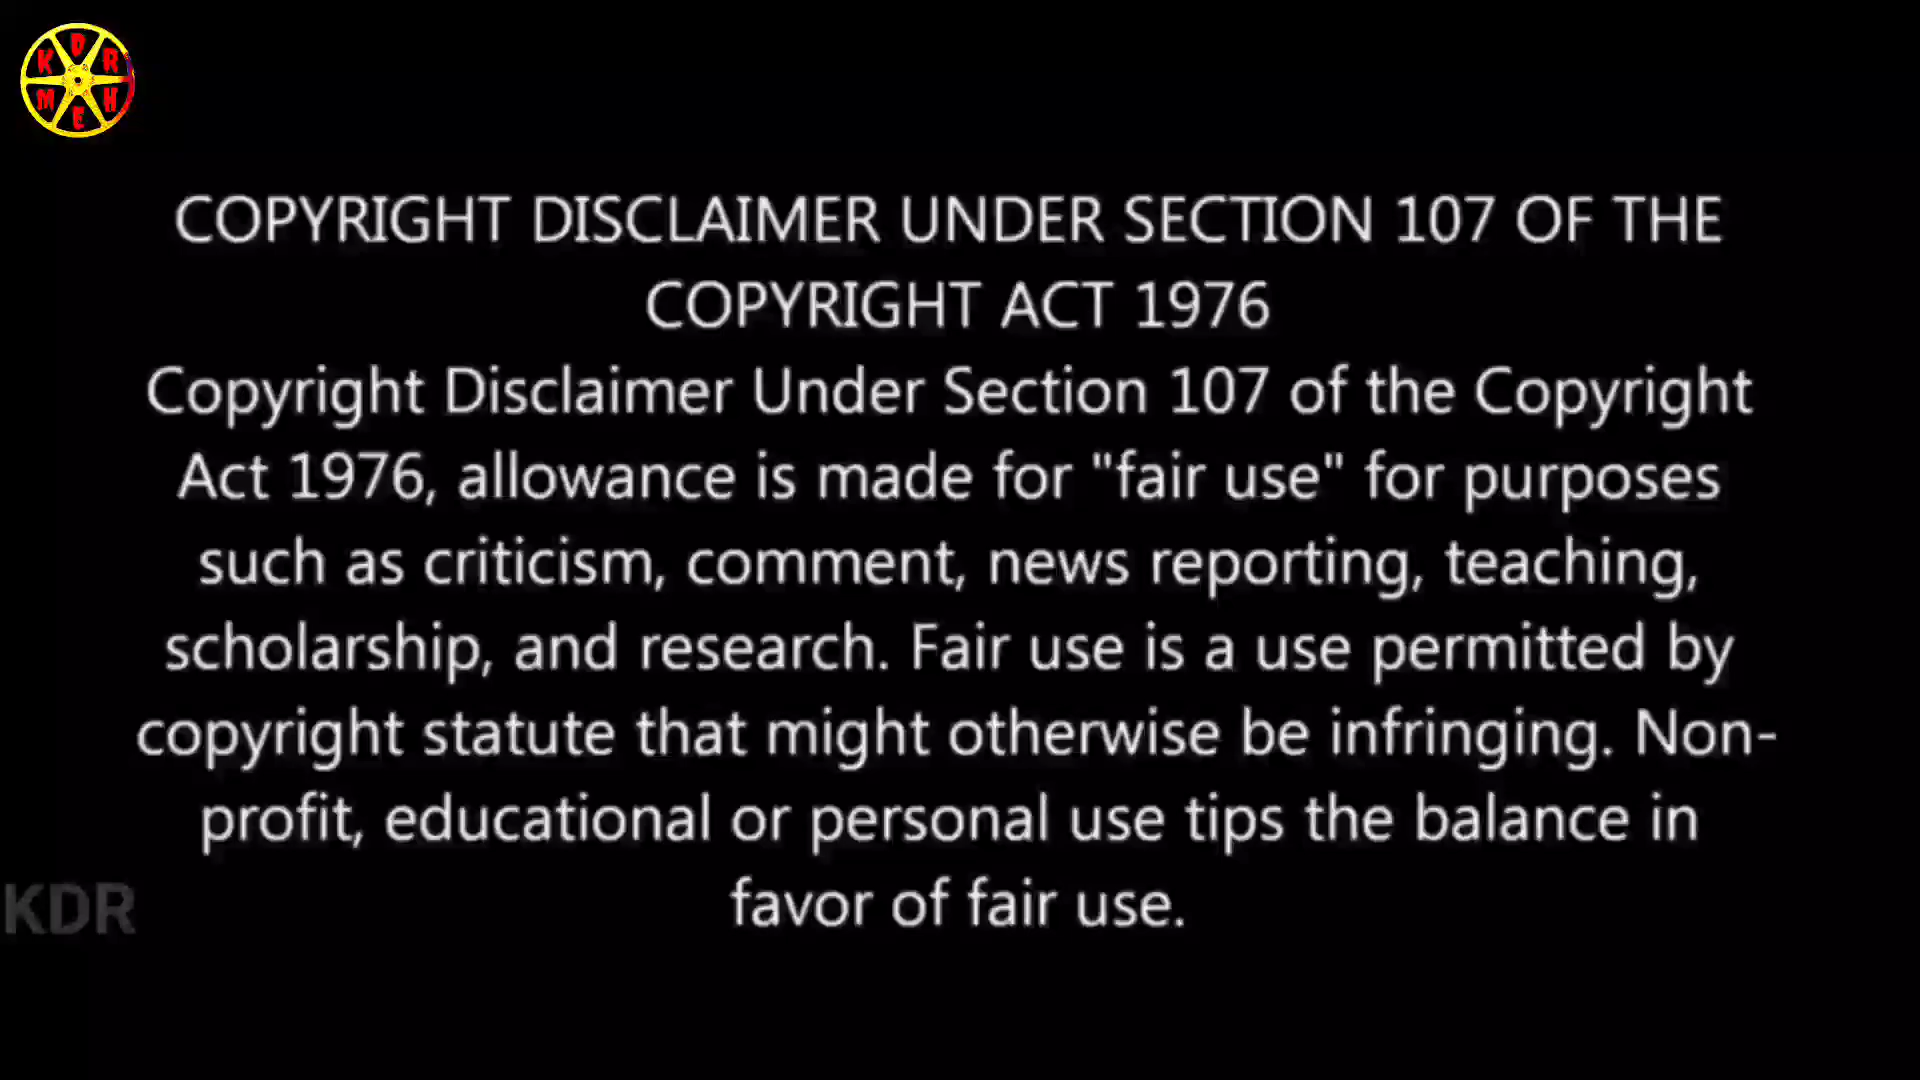 K D R
M E H
COPYRIGHT DISCLAIMER UNDER SECTION 107 OF THE
COPYRIGHT ACT 1976
Copyright Disclaimer Under Section 107 of the Copyright
Act 1976, allowance is made for "fair use" for purposes
such as criticism, comment, news reporting, teaching,
scholarship, and research. Fair use is a use permitted by
copyright statute that might otherwise be infringing. Non-
profit, educational or personal use tips the balance in
favor of fair use.
KDR